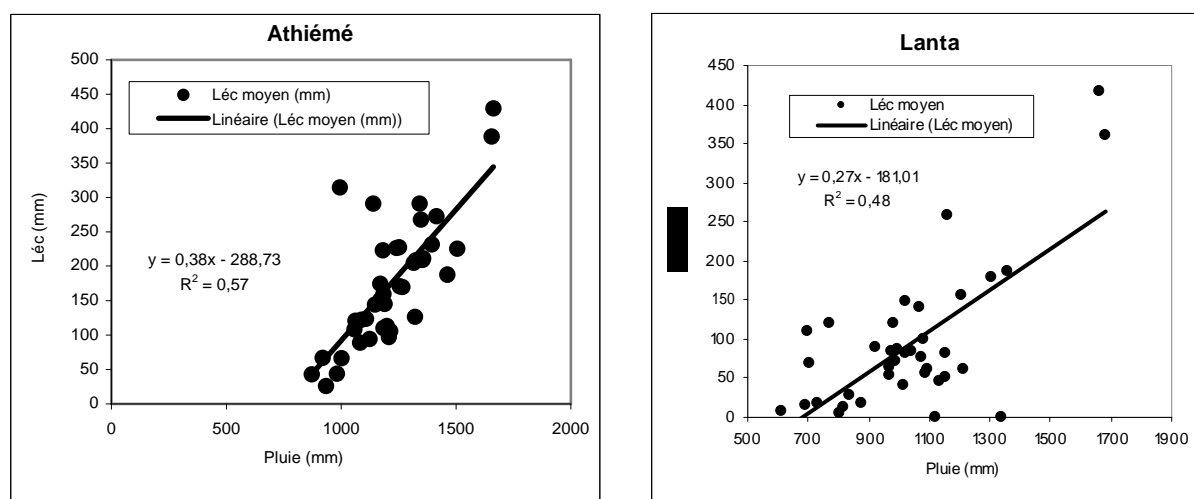 Athiémé
500
450
400
350
300
250
200
150
100
50
0
Léc (mm)
Léc moyen (mm)
Linéaire (Léc moyen (mm))
y = 0,38x - 288,73
R² = 0,57
0 500 1000 1500 2000
Pluie (mm)
Lanta
450
400
350
300
250
200
150
100
50
0
Léc moyen
Linéaire (Léc moyen)
y = 0,27x - 181,01
R² = 0,48
500 700 900 1100 1300 1500 1700 1900
Pluie (mm)